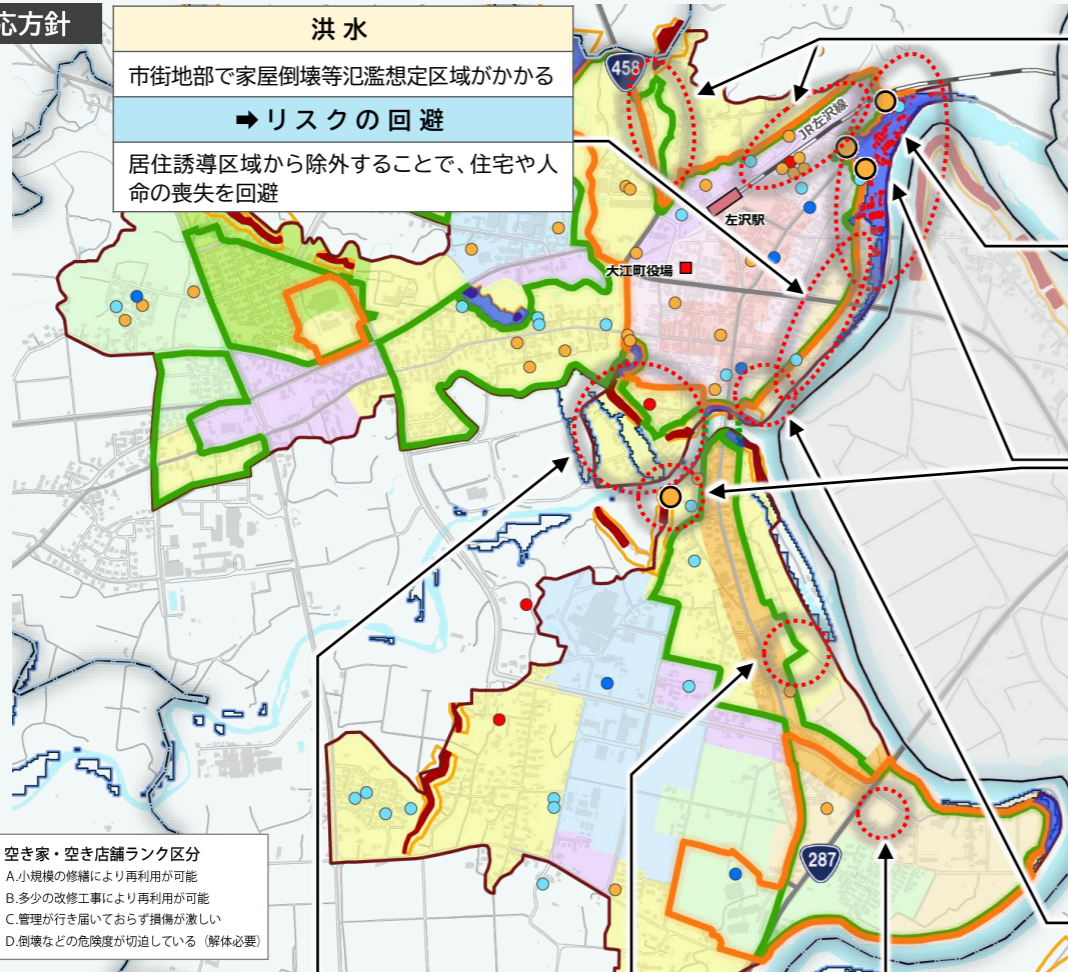 応方針
洪水
市街地部で家屋倒壊等氾濫想定区域がかかる
➡リスクの回避
居住誘導区域から除外することで、住宅や人
命の喪失を回避
458
JR左沢線
左沢駅
大江町役場
287
空き家・空き店舗ランク区分
A.小規模の修繕により再利用が可能
B.多少の改修工事により再利用が可能
C.管理が行き届いておらず損傷が激しい
D.倒壊などの危険度が切迫している（解体必要）